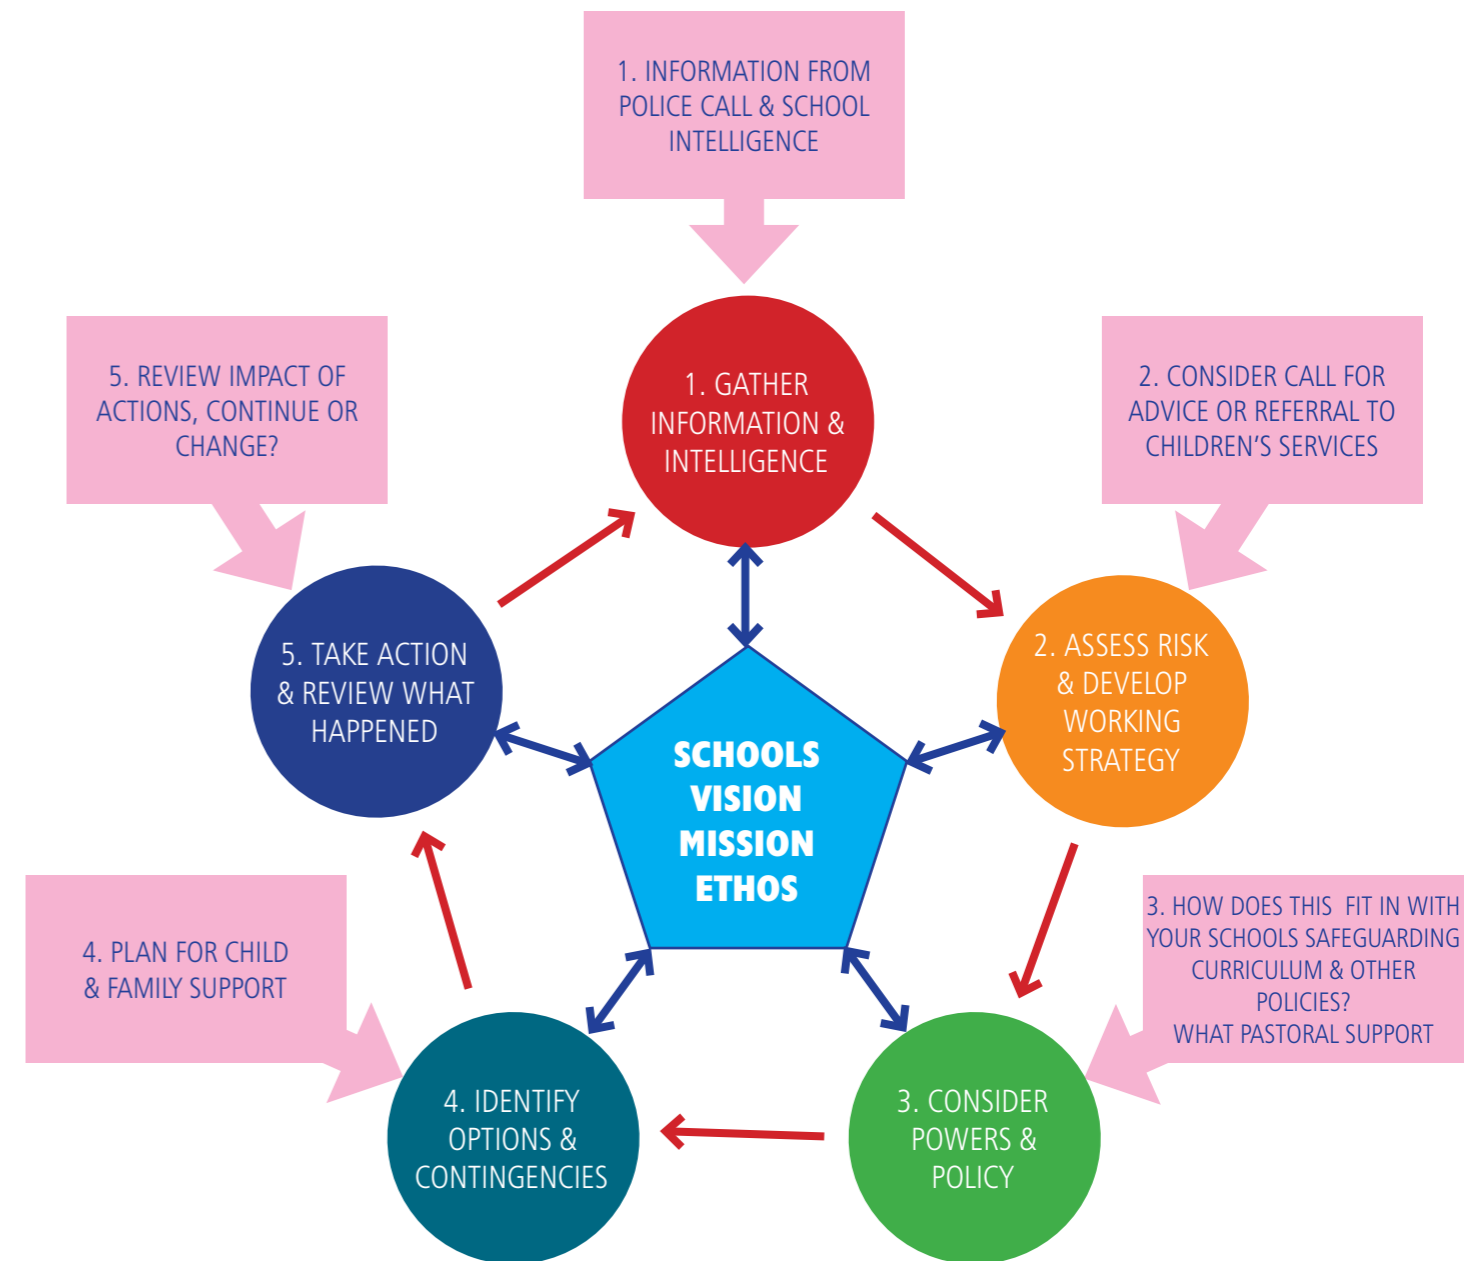 1. INFORMATION FROM
POLICE CALL & SCHOOL
INTELLIGENCE
5. REVIEW IMPACT OF
ACTIONS, CONTINUE OR
CHANGE?
1. GATHER
INFORMATION &
INTELLIGENCE
2. CONSIDER CALL FOR
ADVICE OR REFERRAL TO
CHILDREN’S SERVICES
5. TAKE ACTION
& REVIEW WHAT
HAPPENED
2. ASSESS RISK
& DEVELOP
WORKING
STRATEGY
SCHOOLS
VISION
MISSION
ETHOS
4. PLAN FOR CHILD
& FAMILY SUPPORT
3. HOW DOES THIS  FIT IN WITH
YOUR SCHOOLS SAFEGUARDING
CURRICULUM & OTHER
POLICIES?
WHAT PASTORAL SUPPORT
4. IDENTIFY
OPTIONS &
CONTINGENCIES
3. CONSIDER
POWERS &
POLICY